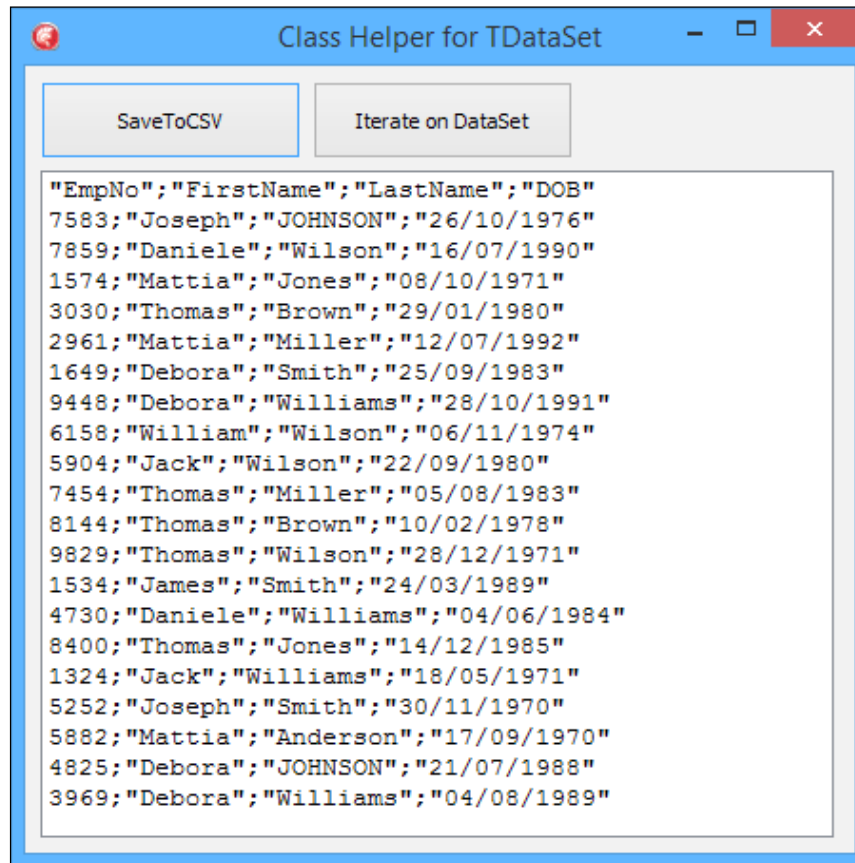 Class Helper for TDataSet
SaveToCSV Iterate on DataSet
"EmpNo";"FirstName";"LastName";"DOB"
7583;"Joseph";"JOHNSON";"26/10/1976"
7859;"Daniele";"Wilson";"16/07/1990"
1574;"Mattia";"Jones";"08/10/1971"
3030;"Thomas";"Brown";"29/01/1980"
2961;"Mattia";"Miller";"12/07/1992"
1649;"Debora";"Smith";"25/09/1983"
9448;"Debora";"Williams";"28/10/1991"
6158;"William";"Wilson";"06/11/1974"
5904;"Jack";"Wilson";"22/09/1980"
7454;"Thomas";"Miller";"05/08/1983"
8144;"Thomas";"Brown";"10/02/1978"
9829;"Thomas";"Wilson";"28/12/1971"
1534;"James";"Smith";"24/03/1989"
4730;"Daniele";"Williams";"04/06/1984"
8400;"Thomas";"Jones";"14/12/1985"
1324;"Jack";"Williams";"18/05/1971"
5252;"Joseph";"Smith";"30/11/1970"
5882;"Mattia";"Anderson";"17/09/1970"
4825;"Debora";"JOHNSON";"21/07/1988"
3969;"Debora";"Williams";"04/08/1989"